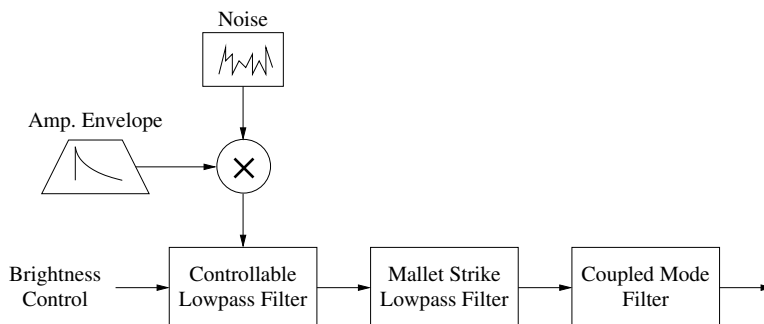 Noise
Amp. Envelope
Brightness
Control
Controllable
Lowpass Filter
Mallet Strike
Lowpass Filter
Coupled Mode
Filter